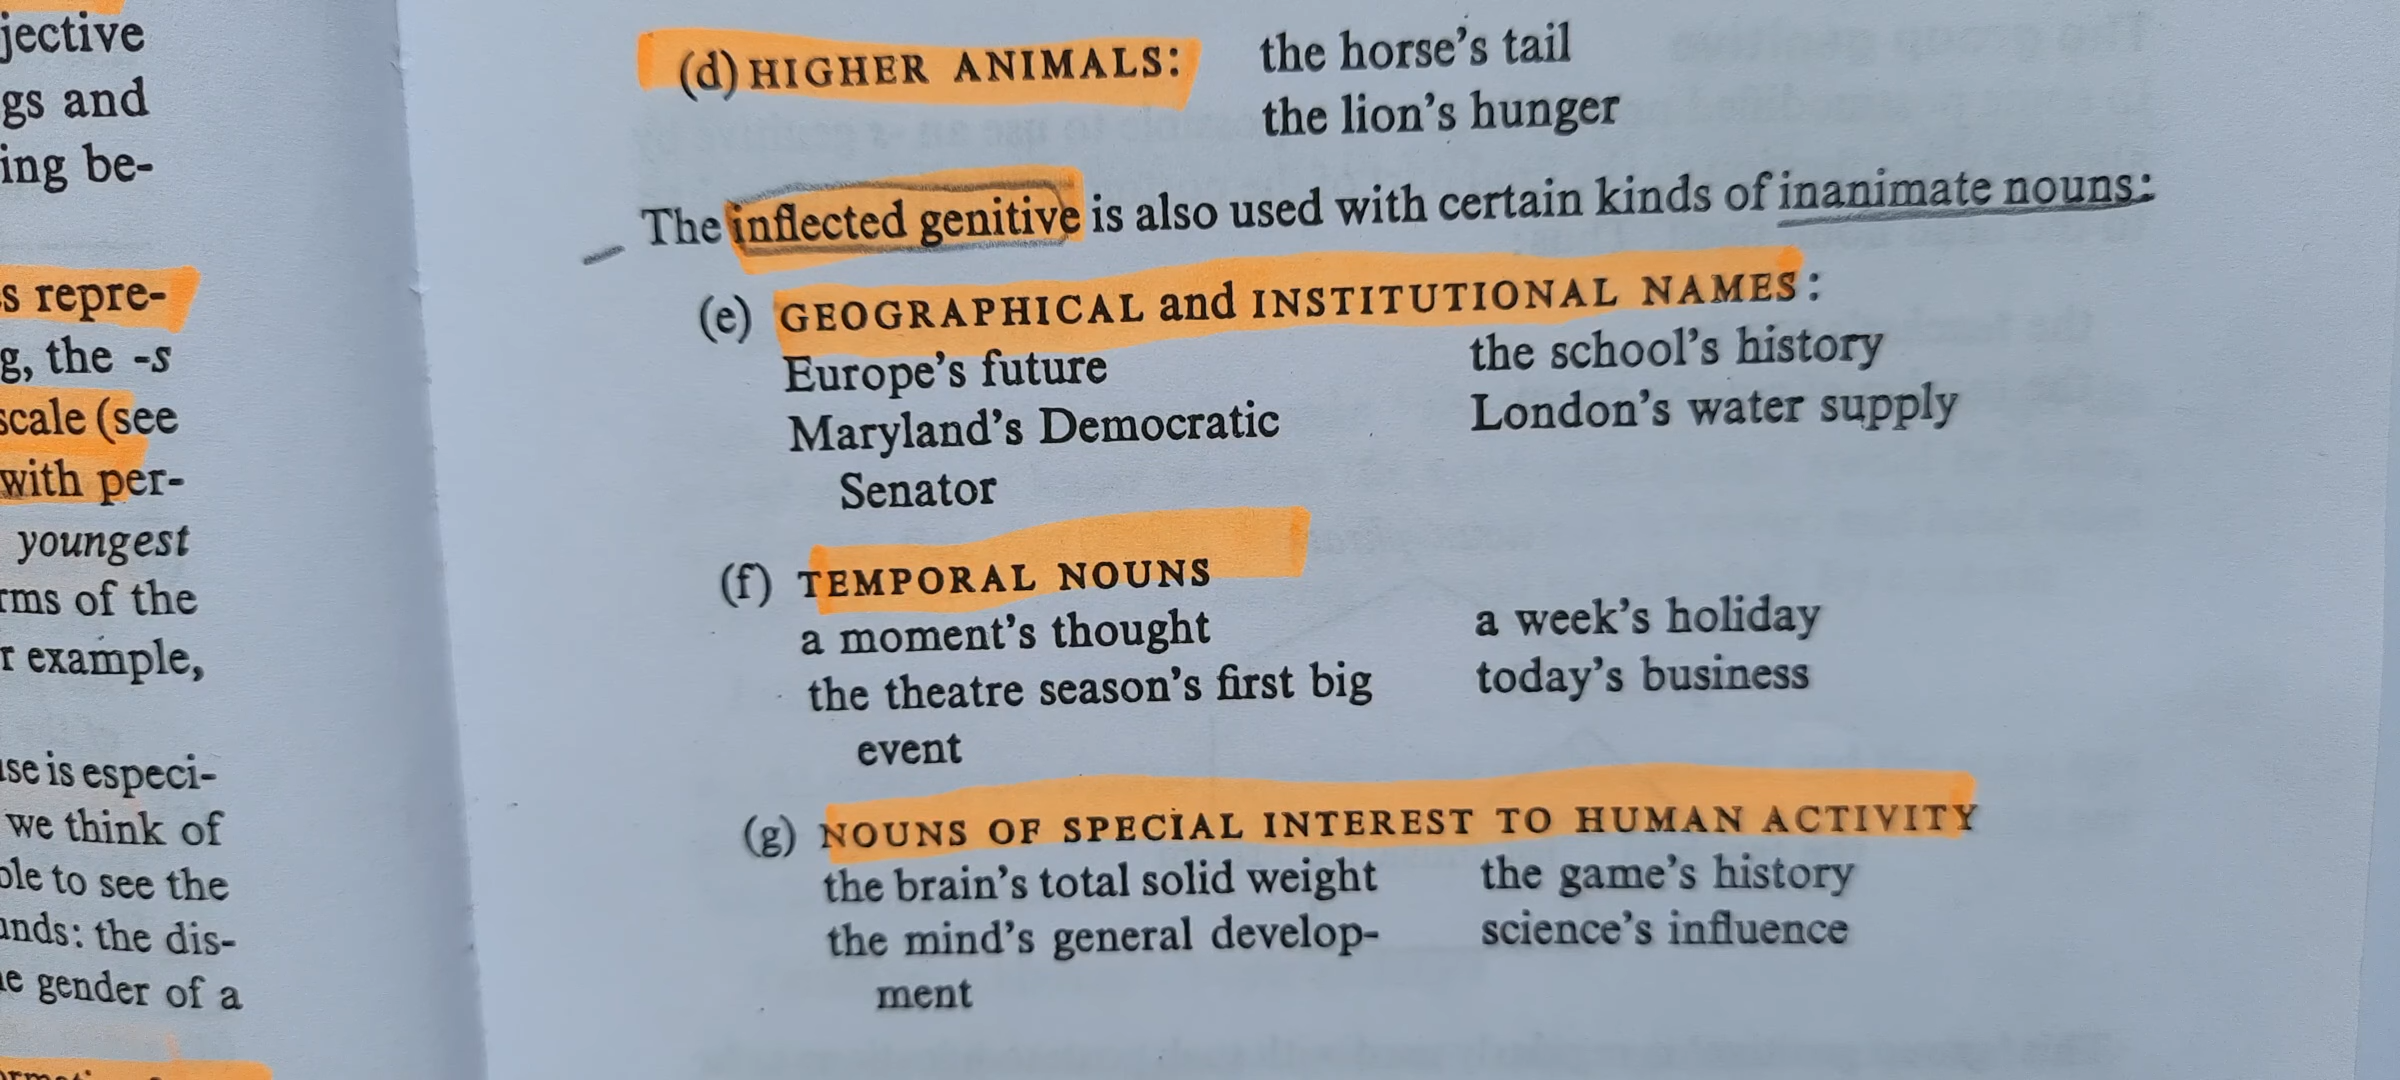 jective
gs and
ing be-
s repre-
g, the -s
scale (see
with per-
youngest
rms of the
r example,
se is especi-
we think of
ble to see the
nds: the dis-
e gender of a
(d) HIGHER ANIMALS: the horse's tail
the lion's hunger
The inflected genitive is also used with certain kinds of inanimate nouns:
(e) GEOGRAPHICAL and INSTITUTIONAL NAMES:
Europe's future the school's history
Maryland's Democratic London's water supply
Senator
(f) TEMPORAL NOUNS
a moment's thought a week's holiday
the theatre season's first big today's business
event
(g) NOUNS OF SPECIAL INTEREST TO HUMAN ACTIVITY
the brain's total solid weight the game's history
the mind's general develop- science's influence
ment